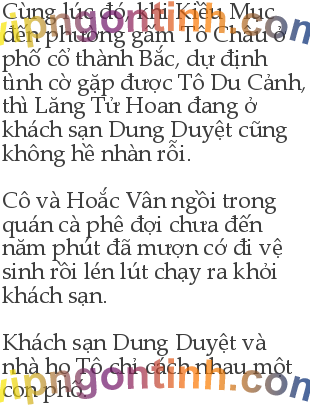 Cùng lúc đó, khi Kiều Mục
đến phường gấm Tô Châu ở
phố cổ thành Bắc, dự định
tình cờ gặp được Tô Du Cảnh,
thì Lăng Tử Hoan đang ở
khách sạn Dung Duyệt cũng
không hề nhàn rỗi.
Cô và Hoắc Vân ngồi trong
quán cà phê đợi chưa đến
năm phút đã mượn cớ đi vệ
sinh rồi lén lút chạy ra khỏi
khách sạn.
Khách sạn Dung Duyệt và
nhà họ Tô chỉ cách nhau một
con phố.
vipngontinh.com
vipngontinh.com